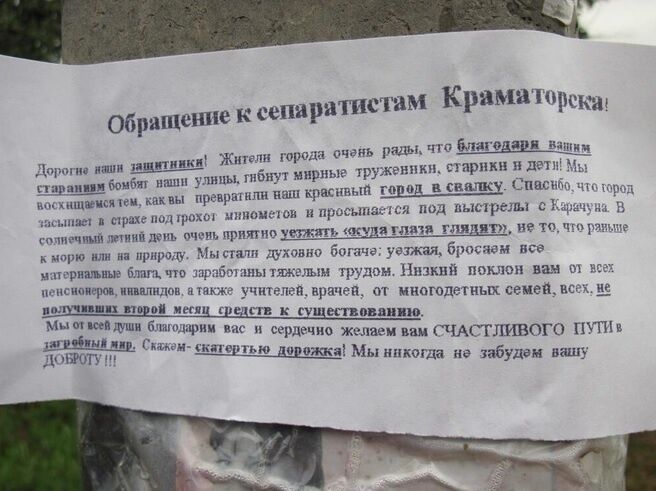 Обращение к сепаратистам Краматорска!
Дорогие наши защитники! Жители города очень рады, что благодаря вашим
стараниям бомбят наши улицы, гибнут мирные труженики, старики и дети! Мы
восхищаемся тем, как вы превратили наш красивый город в свалку. Спасибо, что город
засыпает в страхе под грохот минометов и просыпается под выстрелы с Карачуна. В
солнечный летний день очень приятно уезжать «куда глаза глядят», не то, что раньше
к морю или на природу. Мы стали духовно богаче: уезжая, бросаем все
материальные блага, что заработаны тяжелым трудом. Низкий поклон вам от всех
пенсионеров, инвалидов, а также учителей, врачей, от многодетных семей, всех, не
получивших второй месяц средств к существованию.
Мы от всей души благодарим вас и сердечно желаем вам СЧАСТЛИВОГО ПУТИ в
загробный мир. Скажем- скатертью дорожка! Мы никогда не забудем вашу
ДОБРОТУ!!!